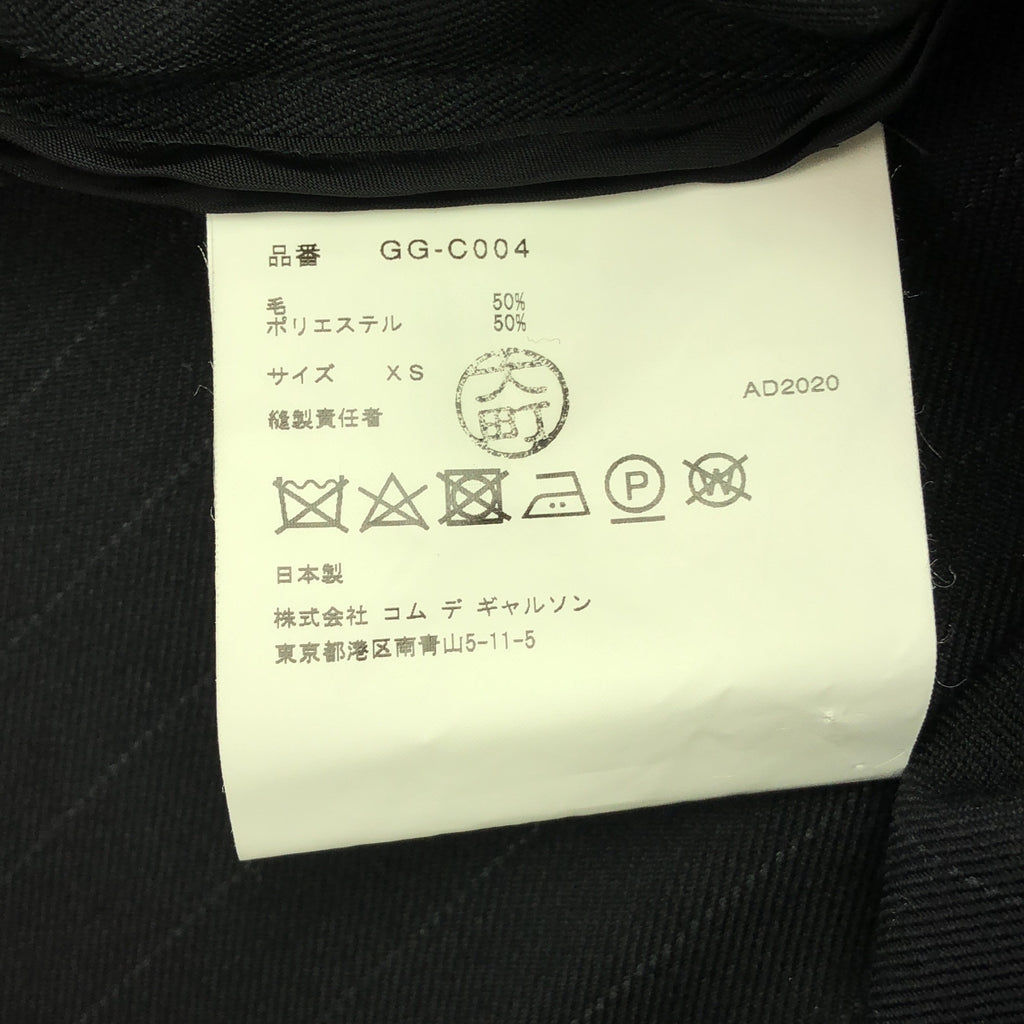 品番 GG-C004
毛 50%
ポリエステル 50%
サイズ XS
大町
AD2020
縫製責任者
P W
日本製
株式会社 コム デ ギャルソン
東京都港区南青山5-11-5